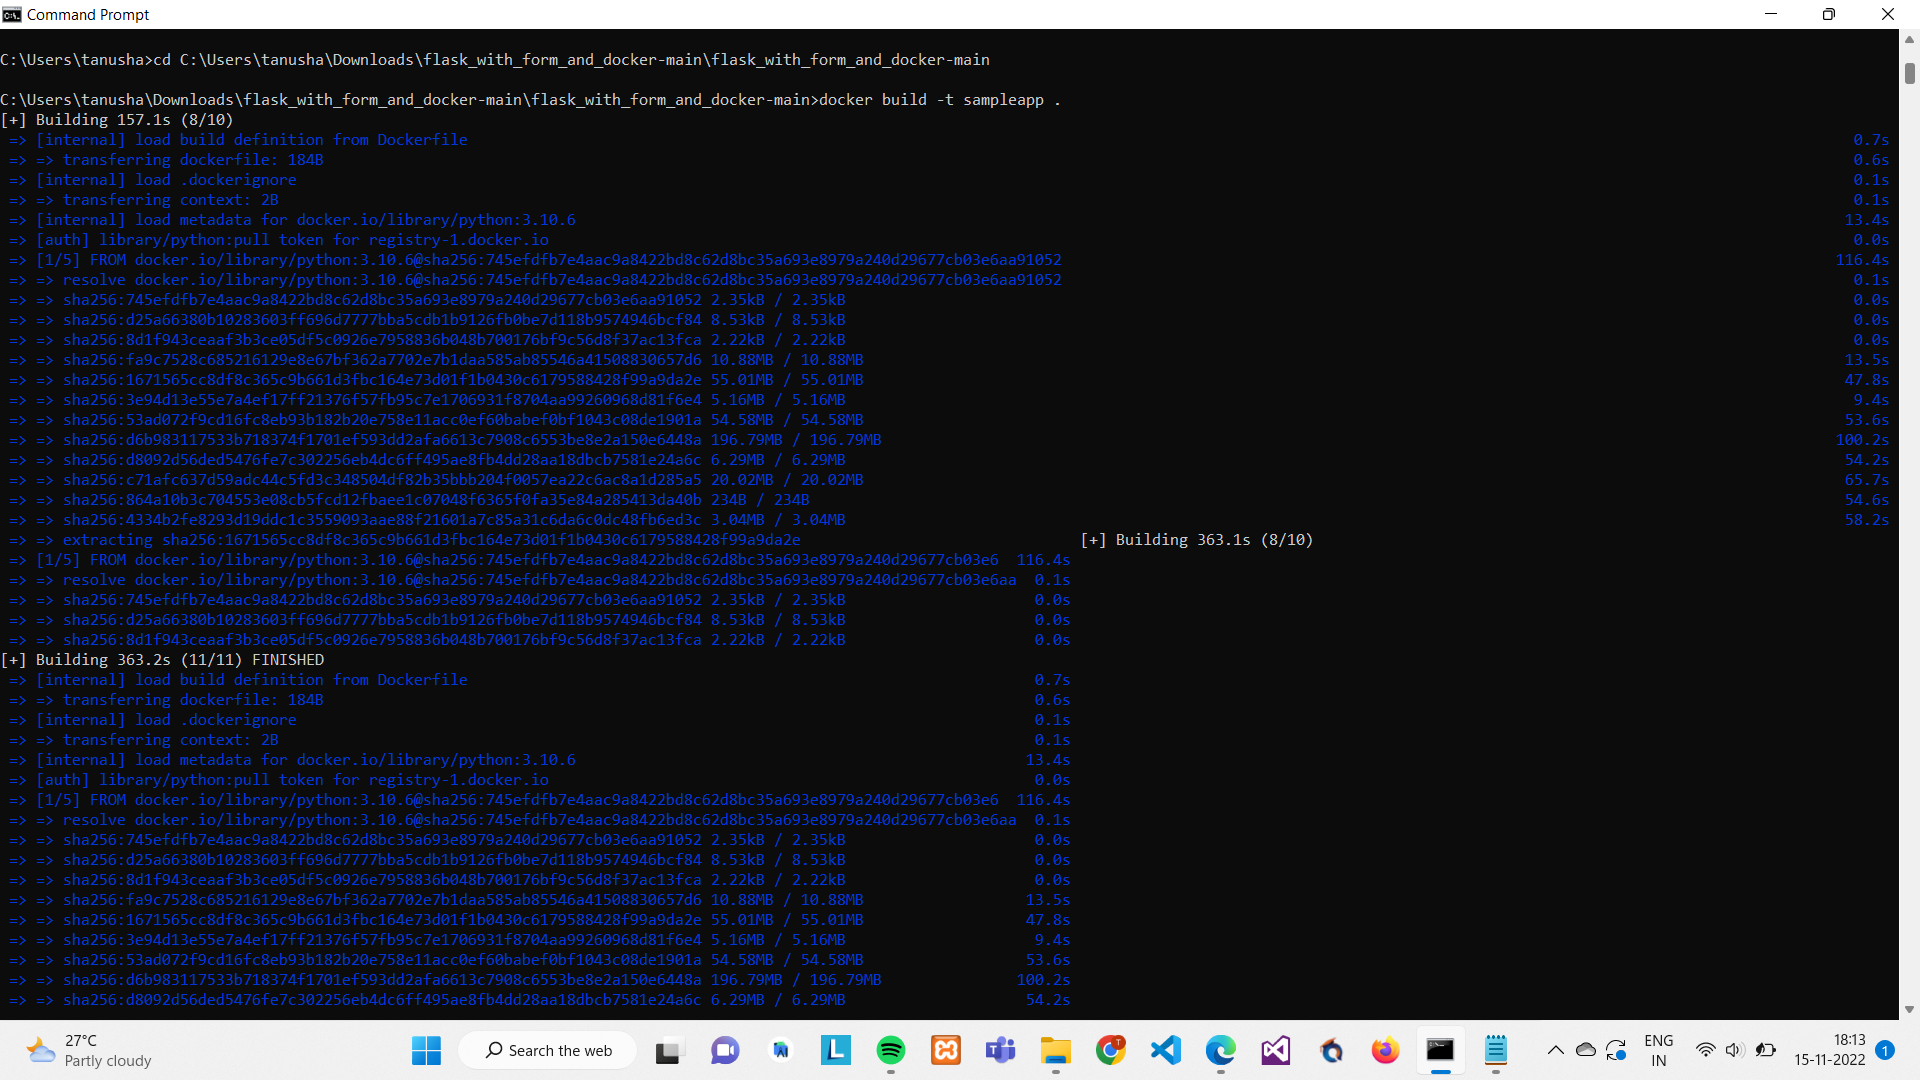 Command Prompt
C:\Users\tanusha>cd C:\Users\tanusha\Downloads\flask_with_form_and_docker-main\flask_with_form_and_docker-main
C:\Users\tanusha\Downloads\flask_with_form_and_docker-main\flask_with_form_and_docker-main>docker build -t sampleapp .
[+] Building 157.1s (8/10)
=> [internal] load build definition from Dockerfile 0.7s
=> => transferring dockerfile: 184B 0.6s
=> [internal] load .dockerignore 0.1s
=> => transferring context: 2B 0.1s
=> [internal] load metadata for docker.io/library/python:3.10.6 13.4s
=> [auth] library/python:pull token for registry-1.docker.io 0.0s
=> [1/5] FROM docker.io/library/python:3.10.6@sha256:745efdfb7e4aac9a8422bd8c62d8bc35a693e8979a240d29677cb03e6aa91052 116.4s
=> => resolve docker.io/library/python:3.10.6@sha256:745efdfb7e4aac9a8422bd8c62d8bc35a693e8979a240d29677cb03e6aa91052 0.1s
=> => sha256:745efdfb7e4aac9a8422bd8c62d8bc35a693e8979a240d29677cb03e6aa91052 2.35kB / 2.35kB 0.0s
=> => sha256:d25a66380b10283603ff696d7777bba5cdb1b9126fb0be7d118b9574946bcf84 8.53kB / 8.53kB 0.0s
=> => sha256:8d1f943ceaaf3b3ce05df5c0926e7958836b048b700176bf9c56d8f37ac13fca 2.22kB / 2.22kB 0.0s
=> => sha256:fa9c7528c685216129e8e67bf362a7702e7b1daa585ab85546a41508830657d6 10.88MB / 10.88MB 13.5s
=> => sha256:1671565cc8df8c365c9b661d3fbc164e73d01f1b0430c6179588428f99a9da2e 55.01MB / 55.01MB 47.8s
=> => sha256:3e94d13e55e7a4ef17ff21376f57fb95c7e1706931f8704aa99260968d81f6e4 5.16MB / 5.16MB 9.4s
=> => sha256:53ad072f9cd16fc8eb93b182b20e758e11acc0ef60babef0bf1043c08de1901a 54.58MB / 54.58MB 53.6s
=> => sha256:d6b983117533b718374f1701ef593dd2afa6613c7908c6553be8e2a150e6448a 196.79MB / 196.79MB 100.2s
=> => sha256:d8092d56ded5476fe7c302256eb4dc6ff495ae8fb4dd28aa18dbcb7581e24a6c 6.29MB / 6.29MB 54.2s
=> => sha256:c71afc637d59adc44c5fd3c348504df82b35bbb204f0057ea22c6ac8a1d285a5 20.02MB / 20.02MB 65.7s
=> => sha256:864a10b3c704553e08cb5fcd12fbaee1c07048f6365f0fa35e84a285413da40b 234B / 234B 54.6s
=> => sha256:4334b2fe8293d19ddc1c3559093aae88f21601a7c85a31c6da6c0dc48fb6ed3c 3.04MB / 3.04MB 58.2s
=> => extracting sha256:1671565cc8df8c365c9b661d3fbc164e73d01f1b0430c6179588428f99a9da2e [+] Building 363.1s (8/10)
=> [1/5] FROM docker.io/library/python:3.10.6@sha256:745efdfb7e4aac9a8422bd8c62d8bc35a693e8979a240d29677cb03e6 116.4s
=> => resolve docker.io/library/python:3.10.6@sha256:745efdfb7e4aac9a8422bd8c62d8bc35a693e8979a240d29677cb03e6aa 0.1s
=> => sha256:745efdfb7e4aac9a8422bd8c62d8bc35a693e8979a240d29677cb03e6aa91052 2.35kB / 2.35kB 0.0s
=> => sha256:d25a66380b10283603ff696d7777bba5cdb1b9126fb0be7d118b9574946bcf84 8.53kB / 8.53kB 0.0s
=> => sha256:8d1f943ceaaf3b3ce05df5c0926e7958836b048b700176bf9c56d8f37ac13fca 2.22kB / 2.22kB 0.0s
[+] Building 363.2s (11/11) FINISHED
=> [internal] load build definition from Dockerfile 0.7s
=> => transferring dockerfile: 184B 0.6s
=> [internal] load .dockerignore 0.1s
=> => transferring context: 2B 0.1s
=> [internal] load metadata for docker.io/library/python:3.10.6 13.4s
=> [auth] library/python:pull token for registry-1.docker.io 0.0s
=> [1/5] FROM docker.io/library/python:3.10.6@sha256:745efdfb7e4aac9a8422bd8c62d8bc35a693e8979a240d29677cb03e6 116.4s
=> => resolve docker.io/library/python:3.10.6@sha256:745efdfb7e4aac9a8422bd8c62d8bc35a693e8979a240d29677cb03e6aa 0.1s
=> => sha256:745efdfb7e4aac9a8422bd8c62d8bc35a693e8979a240d29677cb03e6aa91052 2.35kB / 2.35kB 0.0s
=> => sha256:d25a66380b10283603ff696d7777bba5cdb1b9126fb0be7d118b9574946bcf84 8.53kB / 8.53kB 0.0s
=> => sha256:8d1f943ceaaf3b3ce05df5c0926e7958836b048b700176bf9c56d8f37ac13fca 2.22kB / 2.22kB 0.0s
=> => sha256:fa9c7528c685216129e8e67bf362a7702e7b1daa585ab85546a41508830657d6 10.88MB / 10.88MB 13.5s
=> => sha256:1671565cc8df8c365c9b661d3fbc164e73d01f1b0430c6179588428f99a9da2e 55.01MB / 55.01MB 47.8s
=> => sha256:3e94d13e55e7a4ef17ff21376f57fb95c7e1706931f8704aa99260968d81f6e4 5.16MB / 5.16MB 9.4s
=> => sha256:53ad072f9cd16fc8eb93b182b20e758e11acc0ef60babef0bf1043c08de1901a 54.58MB / 54.58MB 53.6s
=> => sha256:d6b983117533b718374f1701ef593dd2afa6613c7908c6553be8e2a150e6448a 196.79MB / 196.79MB 100.2s
=> => sha256:d8092d56ded5476fe7c302256eb4dc6ff495ae8fb4dd28aa18dbcb7581e24a6c 6.29MB / 6.29MB 54.2s
27°C
Partly cloudy
Search the web
ENG
IN
18:13
15-11-2022
1